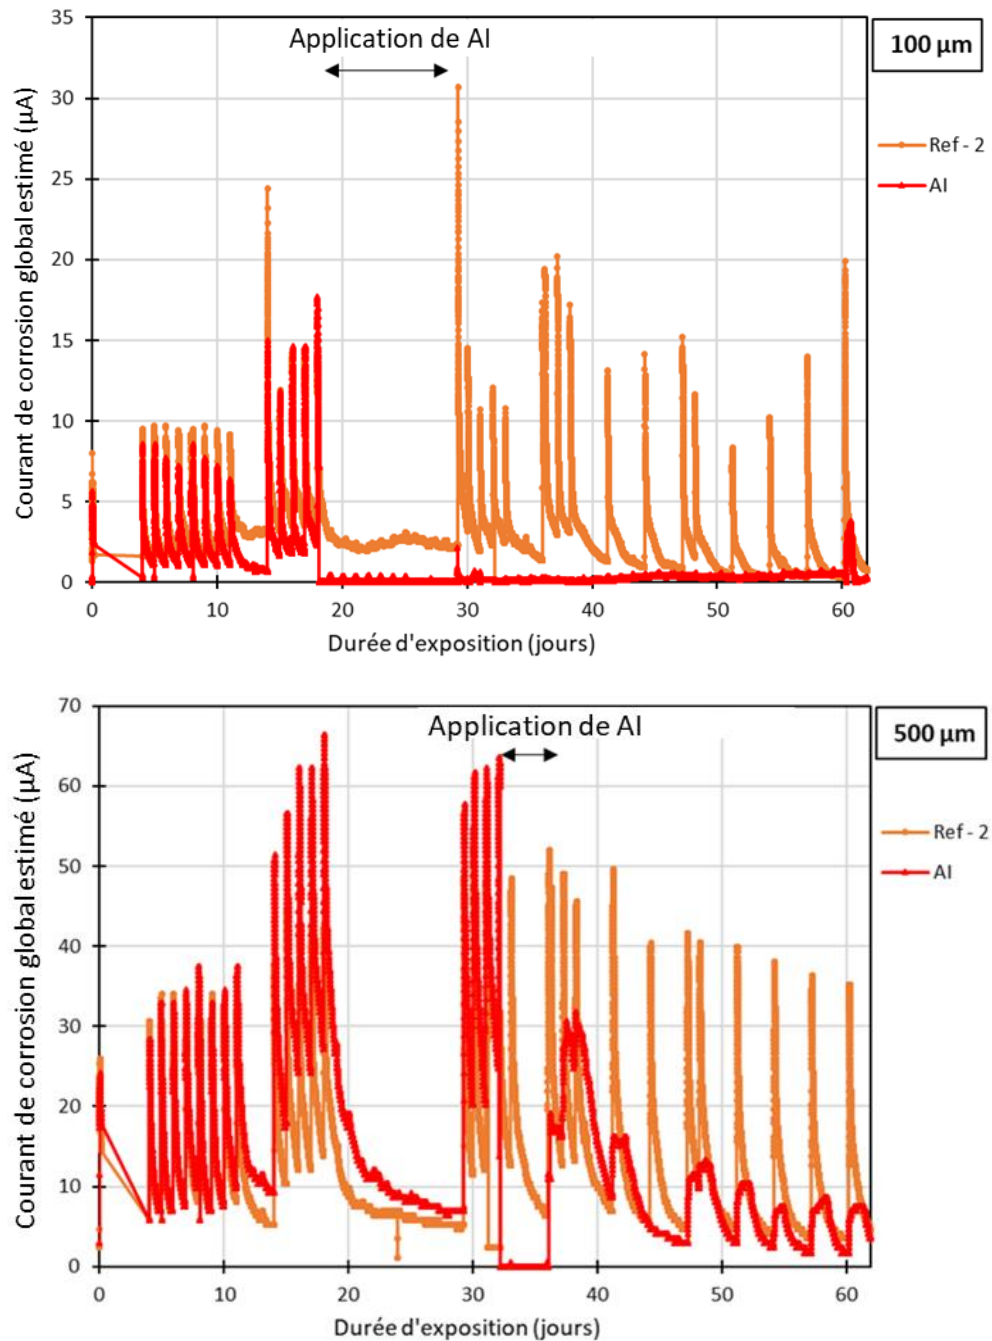 35
Application de AI
100 µm
30
25
20
15
10
5
0
Courant de corrosion global estimé (µA)
Ref - 2
AI
0 10 20 30 40 50 60
Durée d'exposition (jours)
70
Application de AI
500 µm
60
50
40
30
20
10
0
Courant de corrosion global estimé (µA)
Ref - 2
AI
0 10 20 30 40 50 60
Durée d'exposition (jours)